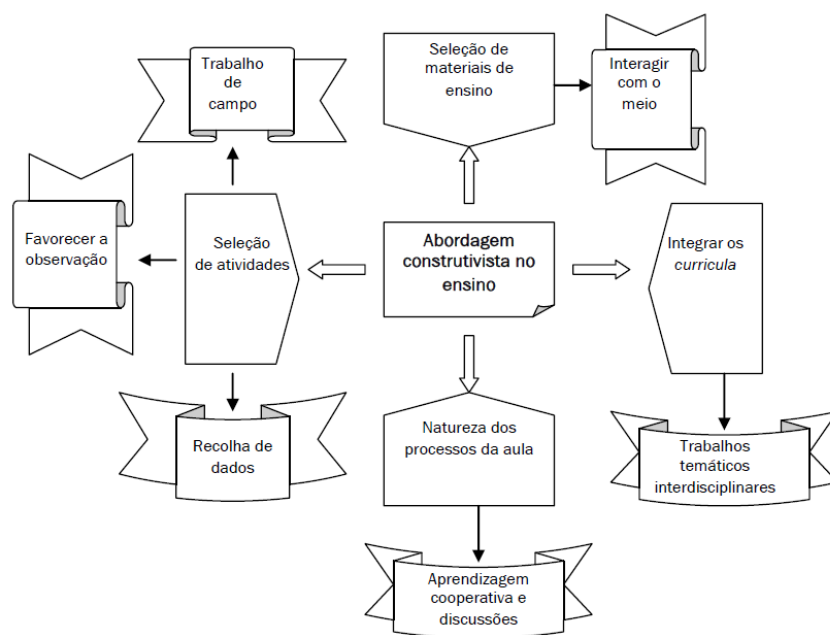 Trabalho
de
campo
Seleção de
materiais de
ensino
Interagir
com o
meio
Favorecer a
observação
Seleção
de atividades
Abordagem
construtivista no
ensino
Integrar os
curricula
Recolha de
dados
Natureza dos
processos da aula
Trabalhos
temáticos
interdisciplinares
Aprendizagem
cooperativa e
discussões